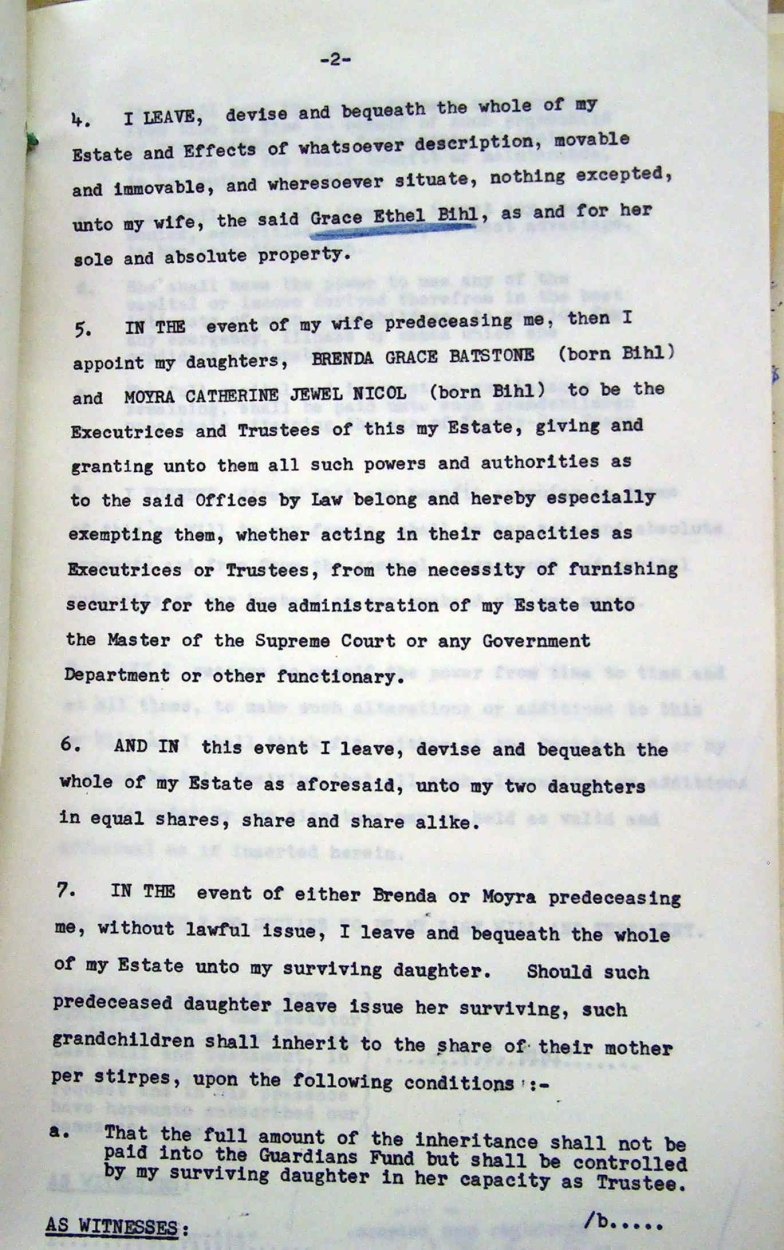 -2-
4. I LEAVE, devise and bequeath the whole of my
Estate and Effects of whatsoever description, movable
and immovable, and wheresoever situate, nothing excepted,
unto my wife, the said Grace Ethel Bihl, as and for her
sole and absolute property.
5. IN THE event of my wife predeceasing me, then I
appoint my daughters, BRENDA GRACE BATSTONE (born Bihl)
and MOYRA CATHERINE JEWEL NICOL (born Bihl) to be the
Executrices and Trustees of this my Estate, giving and
granting unto them all such powers and authorities as
to the said Offices by Law belong and hereby especially
exempting them, whether acting in their capacities as
Executrices or Trustees, from the necessity of furnishing
security for the due administration of my Estate unto
the Master of the Supreme Court or any Government
Department or other functionary.
6. AND IN this event I leave, devise and bequeath the
whole of my Estate as aforesaid, unto my two daughters
in equal shares, share and share alike.
7. IN THE event of either Brenda or Moyra predeceasing
me, without lawful issue, I leave and bequeath the whole
of my Estate unto my surviving daughter. Should such
predeceased daughter leave issue her surviving, such
grandchildren shall inherit to the share of their mother
per stirpes, upon the following conditions :-
a. That the full amount of the inheritance shall not be
paid into the Guardians Fund but shall be controlled
by my surviving daughter in her capacity as Trustee.
AS WITNESSES: /b.....